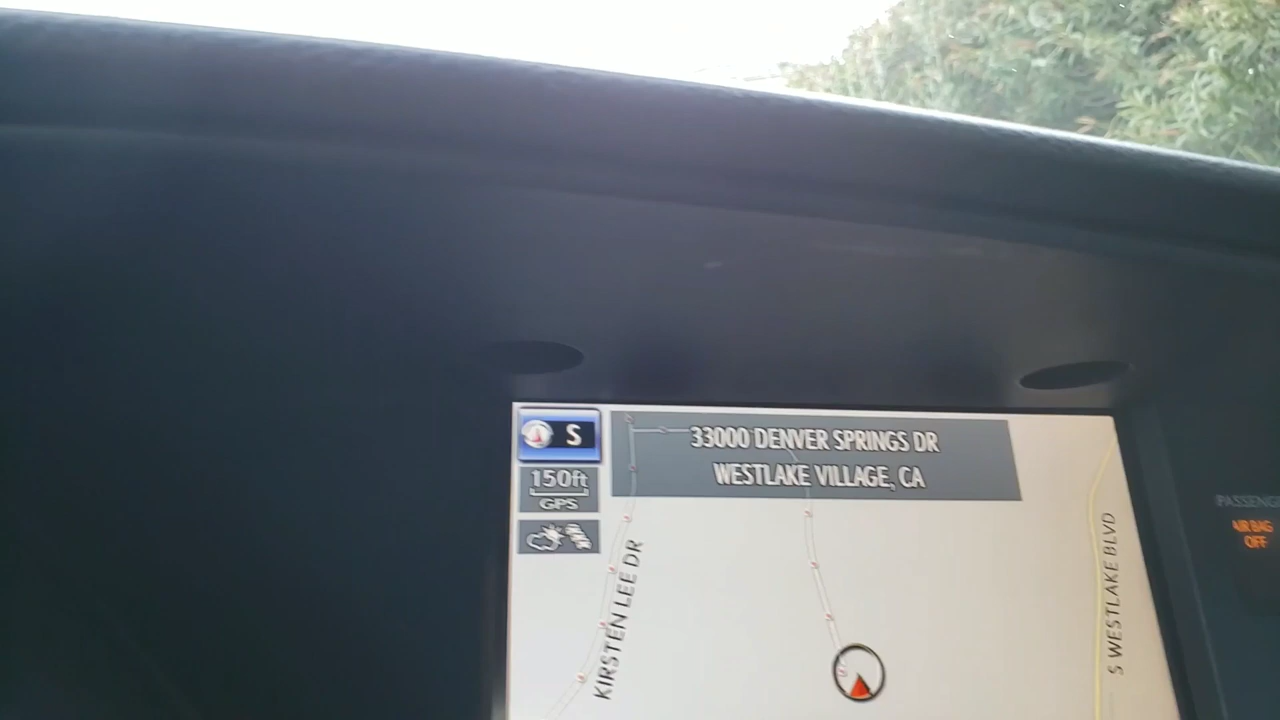 33000 DENVER SPRINGS DR
WESTLAKE VILLAGE, CA
S
150ft
GPS
KIRSTEN LEE DR
S WESTLAKE BLVD
AIR BAG
OFF